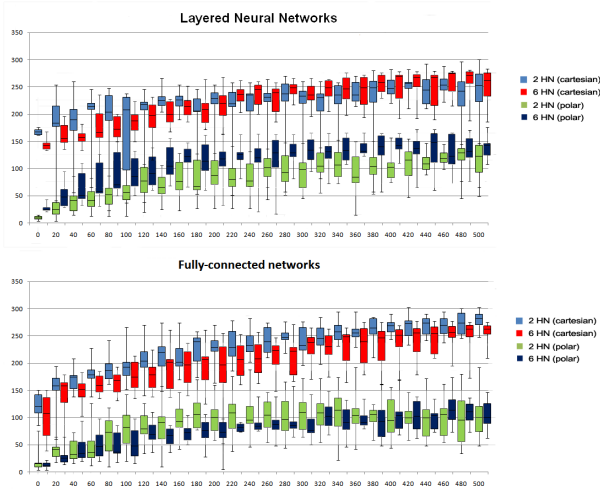 Layered Neural Networks
350
300
250
200
150
100
50
0
0 20 40 60 80 100 120 140 160 180 200 220 240 260 280 300 320 340 360 380 400 420 440 460 480 500
2 HN (cartesian)
6 HN (cartesian)
2 HN (polar)
6 HN (polar)
Fully-connected networks
350
300
250
200
150
100
50
0
0 20 40 60 80 100 120 140 160 180 200 220 240 260 280 300 320 340 360 380 400 420 440 460 480 500
2 HN (cartesian)
6 HN (cartesian)
2 HN (polar)
6 HN (polar)